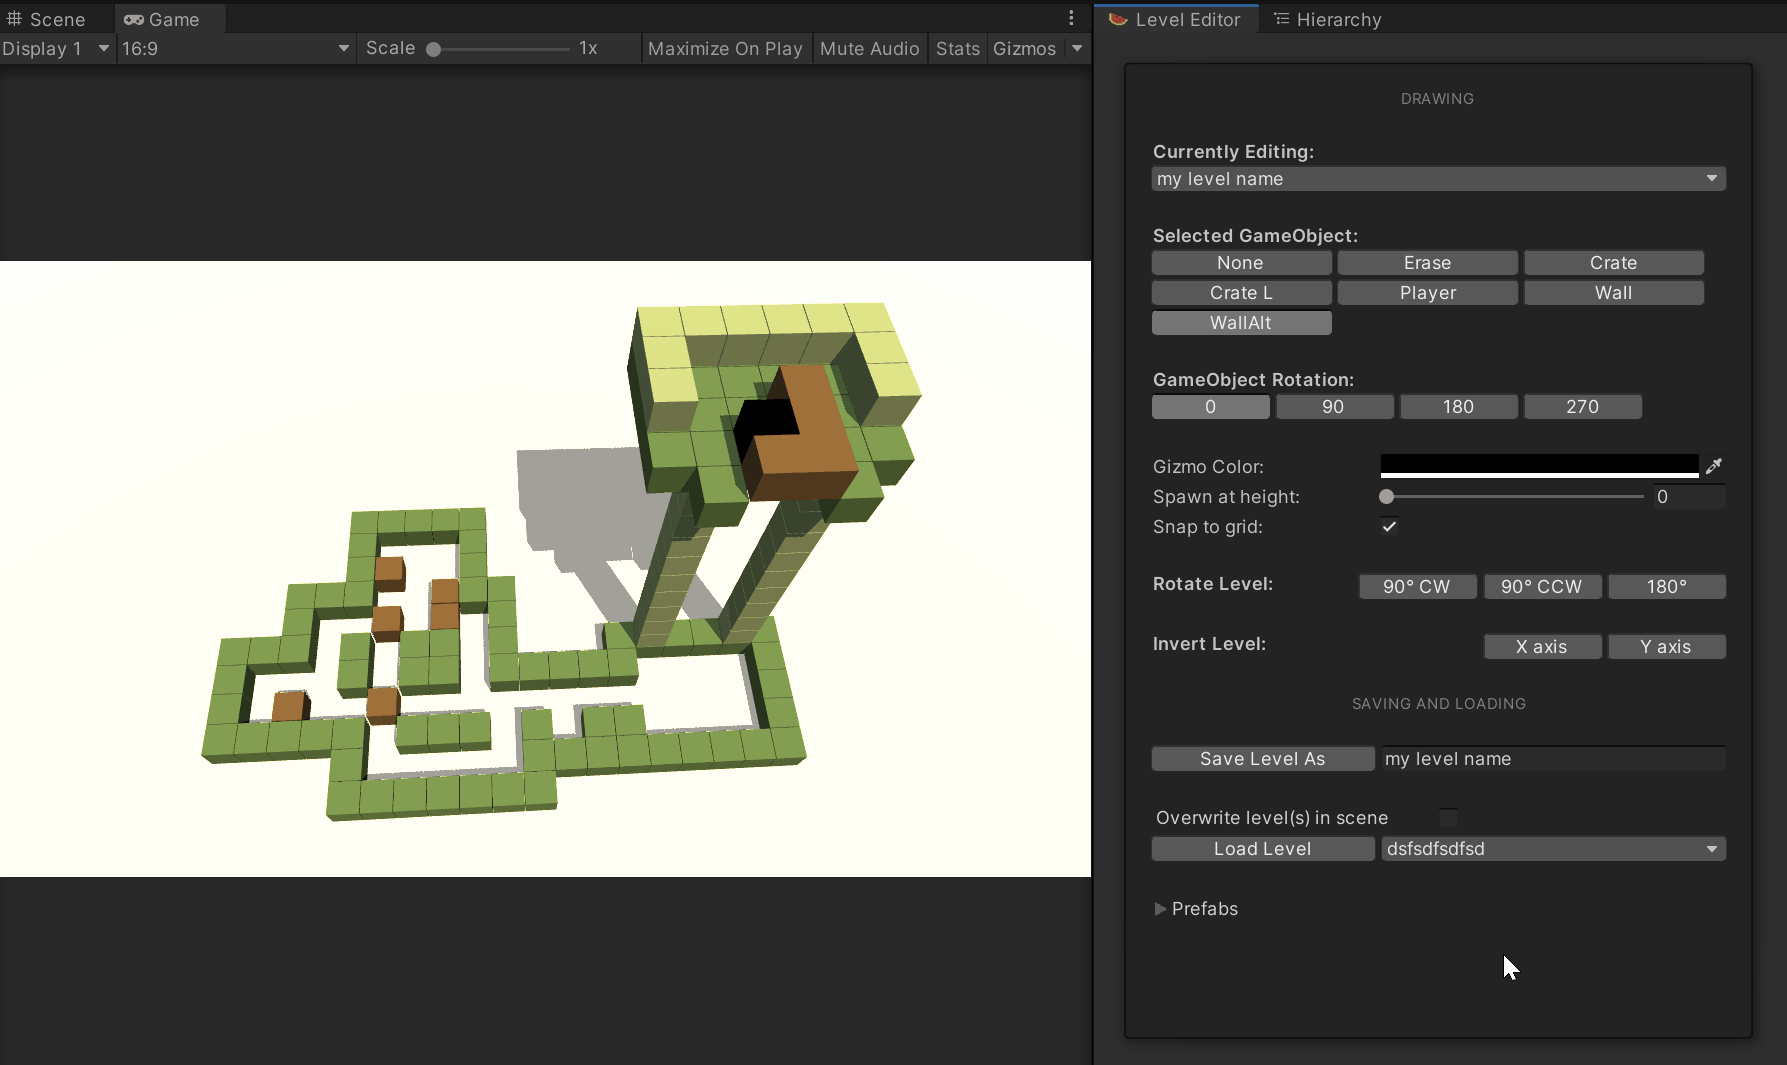 Scene Game
Display 1 16:9 Scale 1x Maximize On Play Mute Audio Stats Gizmos
Level Editor Hierarchy
DRAWING
Currently Editing:
my level name
Selected GameObject:
None Erase Crate
Crate L Player Wall
WallAlt
GameObject Rotation:
0 90 180 270
Gizmo Color:
Spawn at height: 0
Snap to grid:
Rotate Level: 90° CW 90° CCW 180°
Invert Level: X axis Y axis
SAVING AND LOADING
Save Level As my level name
Overwrite level(s) in scene
Load Level dsfsdfsdfsd
Prefabs